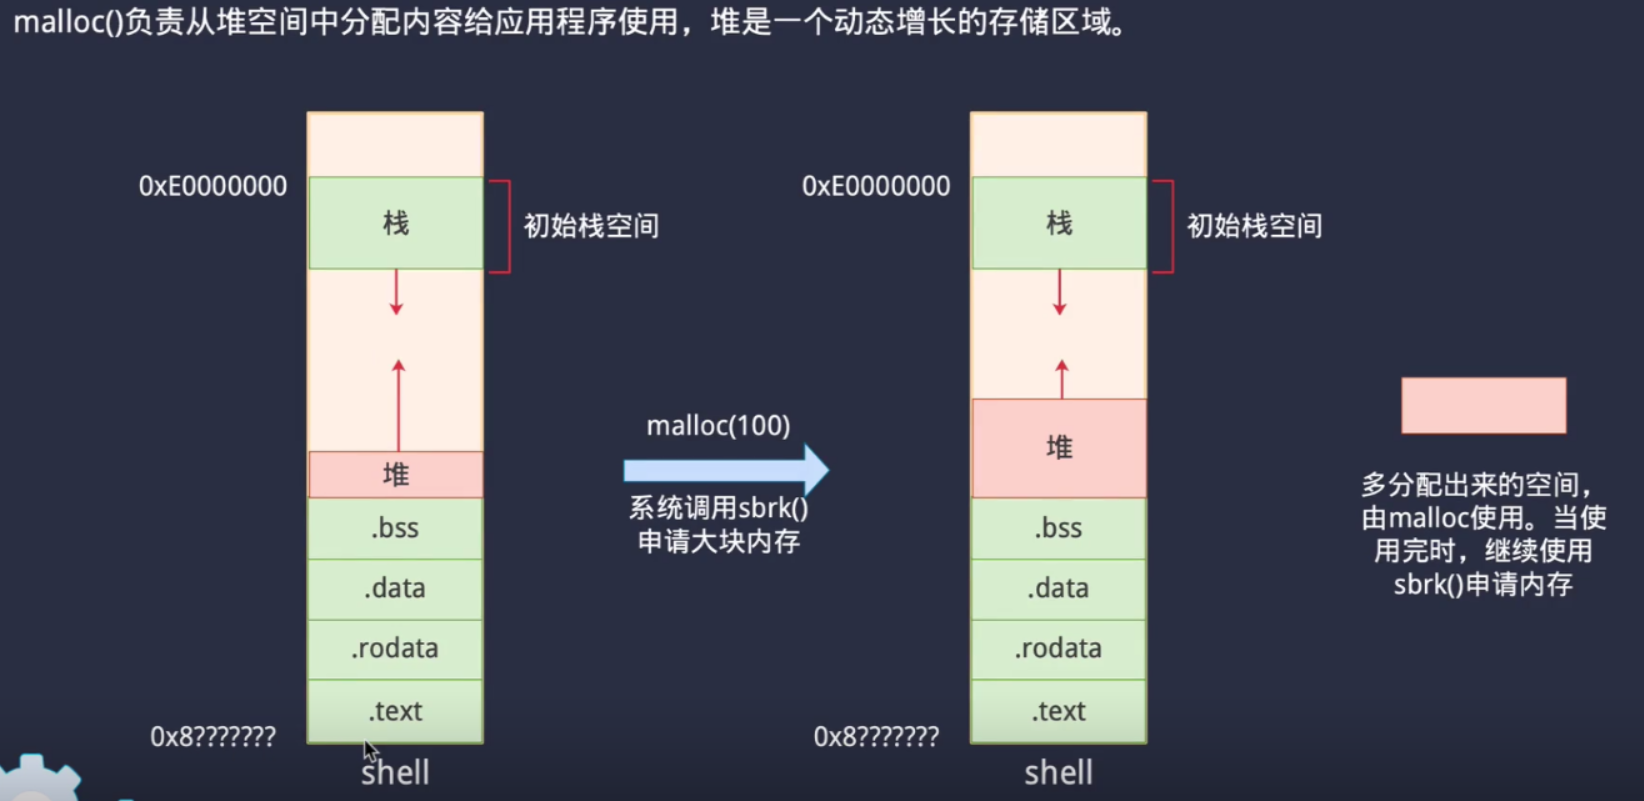 malloc()负责从堆空间中分配内容给应用程序使用，堆是一个动态增长的存储区域。
0xE0000000
栈
初始栈空间
堆
.bss
.data
.rodata
.text
0x8???????
shell
malloc(100)
系统调用sbrk()
申请大块内存
0xE0000000
栈
初始栈空间
堆
.bss
.data
.rodata
.text
0x8???????
shell
多分配出来的空间，
由malloc使用。当使
用完时，继续使用
sbrk()申请内存